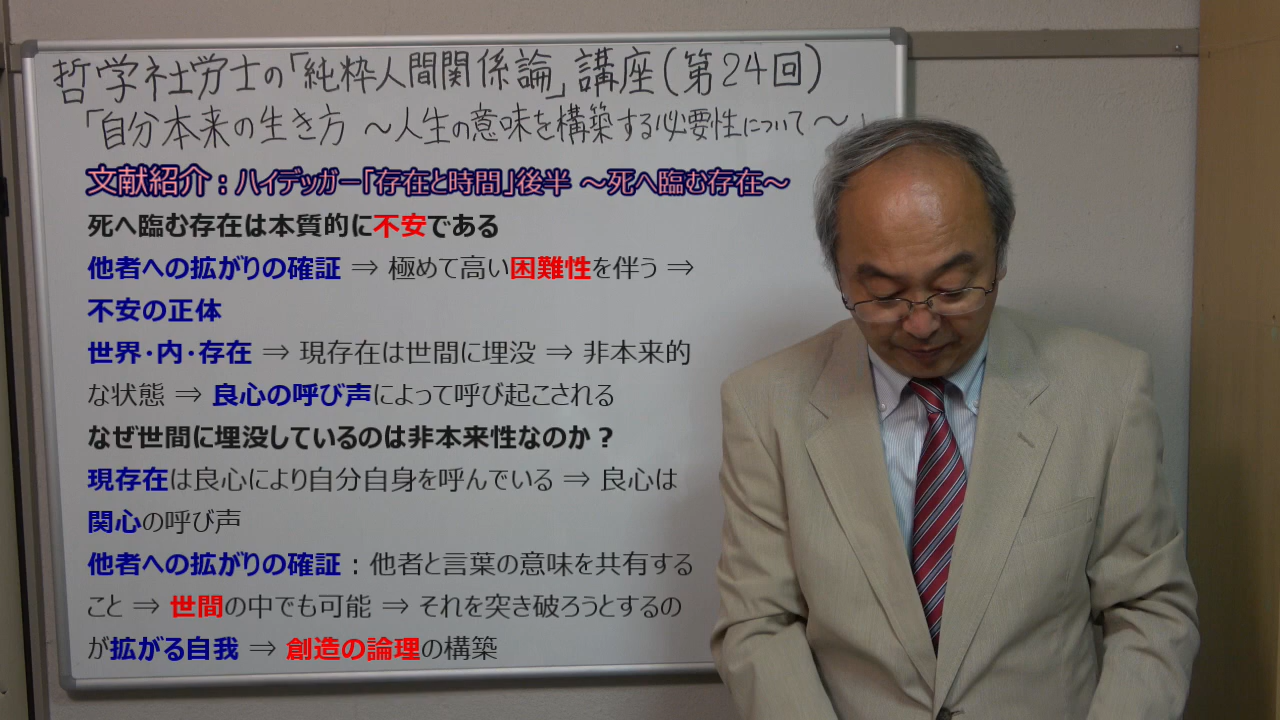 哲学社労士の「純粋人間関係論」講座(第24回)
「自分本来の生き方 ～人生の意味を構築する必要性について～」
文献紹介：ハイデッガー「存在と時間」後半 ～死へ臨む存在～
死へ臨む存在は本質的に不安である
他者への拡がりの確証 ⇒ 極めて高い困難性を伴う ⇒
不安の正体
世界・内・存在 ⇒ 現存在は世間に埋没 ⇒ 非本来的
な状態 ⇒ 良心の呼び声によって呼び起こされる
なぜ世間に埋没しているのは非本来性なのか？
現存在は良心により自分自身を呼んでいる ⇒ 良心は
関心の呼び声
他者への拡がりの確証：他者と言葉の意味を共有する
こと ⇒ 世間の中でも可能 ⇒ それを突き破ろうとするの
が拡がる自我 ⇒ 創造の論理の構築